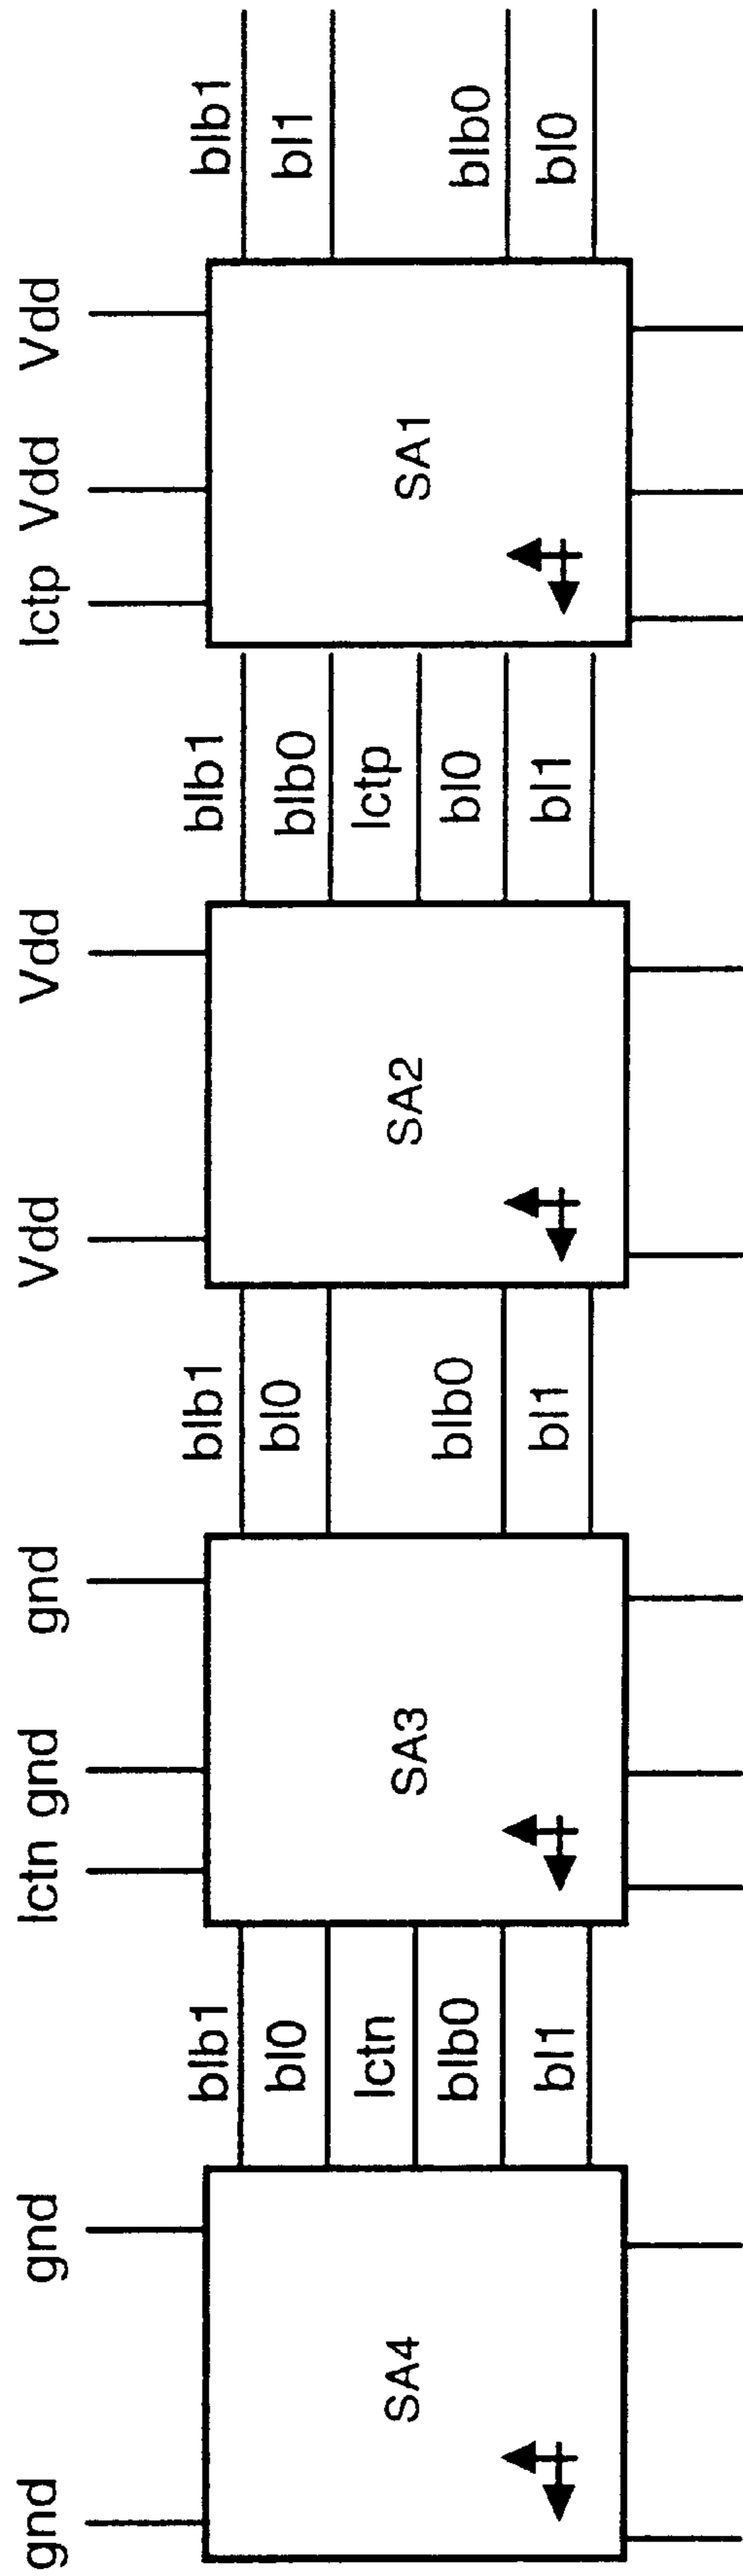 gnd gnd lctn gnd gnd Vdd Vdd lctp Vdd Vdd
blb1 blb1 blb1 blb1
bl0 bl0 blb0 bl1
lctn lctp
SA4 SA3 SA2 SA1
blb0 blb0 bl0 blb0
bl1 bl1 bl1 bl0